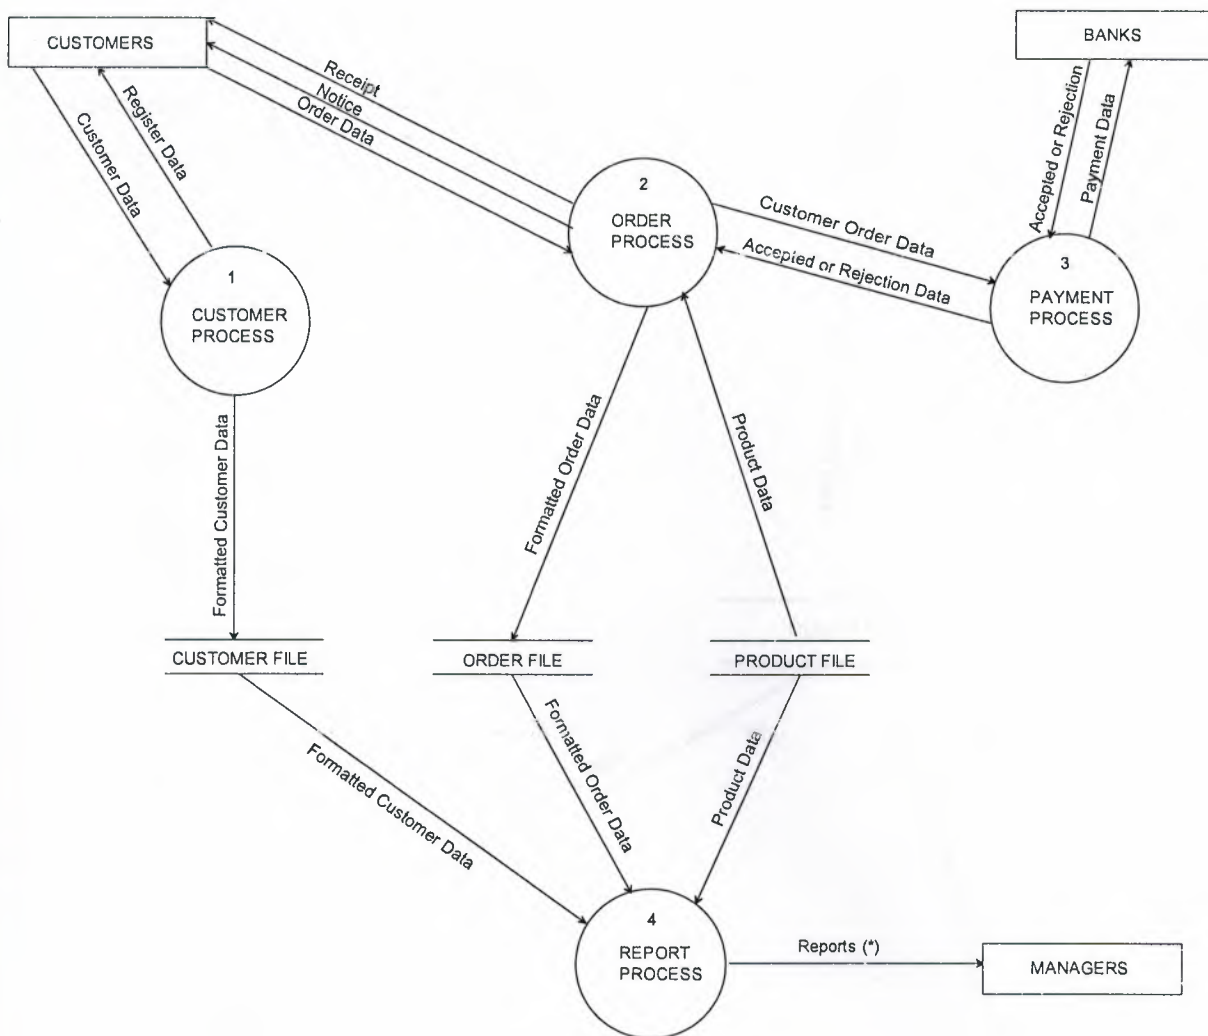 CUSTOMERS
BANKS
Receipt
Notice
Order Data
Register Data
Customer Data
Accepted or Rejection
Payment Data
2
ORDER
PROCESS
Customer Order Data
Accepted or Rejection Data
1
CUSTOMER
PROCESS
3
PAYMENT
PROCESS
Formatted Customer Data
Formatted Order Data
Product Data
CUSTOMER FILE
ORDER FILE
PRODUCT FILE
Formatted Customer Data
Formatted Order Data
Product Data
4
REPORT
PROCESS
Reports (*)
MANAGERS